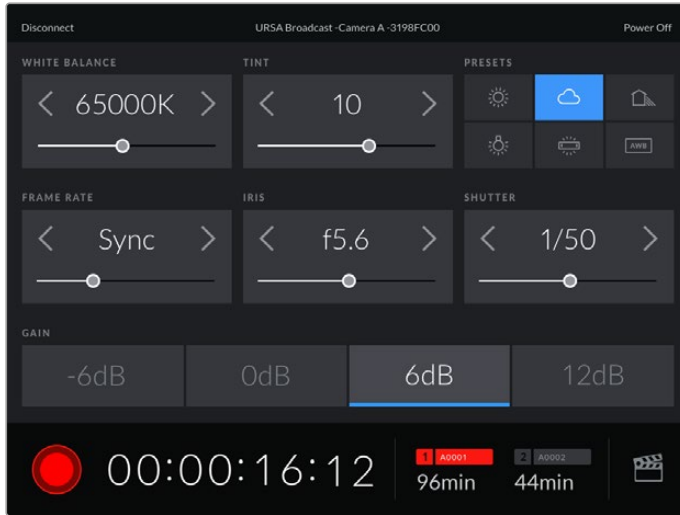 Disconnect URSA Broadcast -Camera A -3198FC00 Power Off
WHITE BALANCE TINT PRESETS
65000K 10
AWB
FRAME RATE IRIS SHUTTER
Sync f5.6 1/50
GAIN
-6dB 0dB 6dB 12dB
00:00:16:12 1 A0001 2 A0002
96min 44min